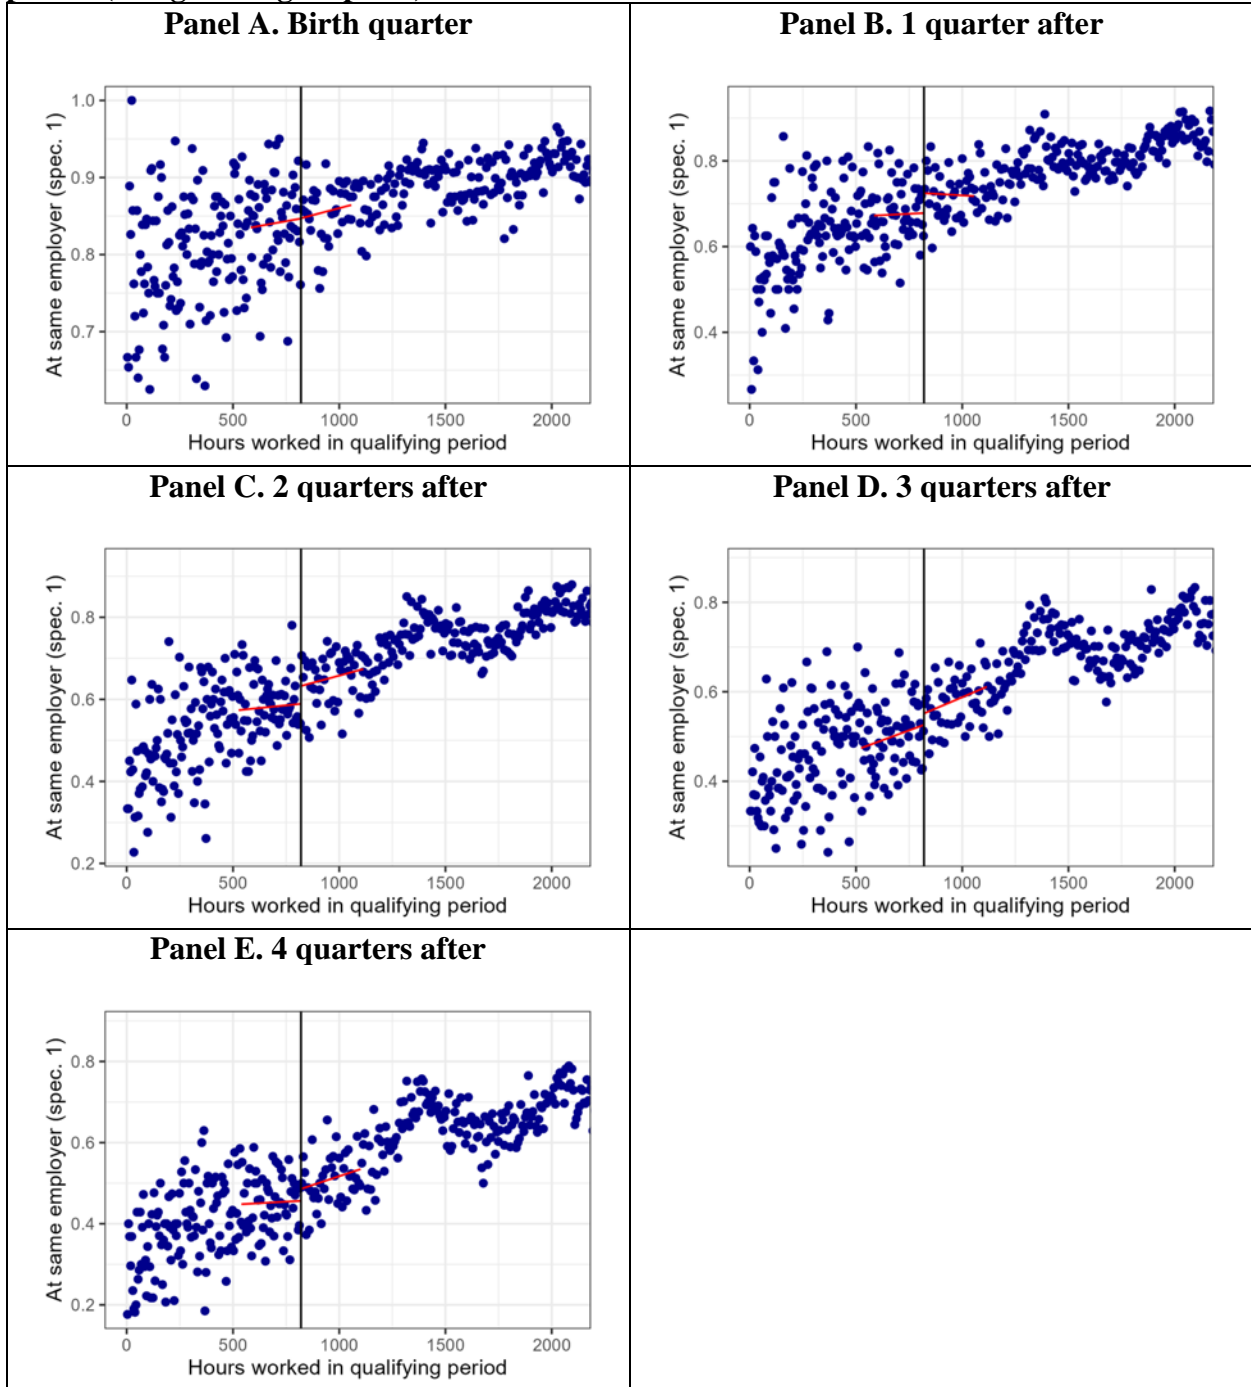 Panel A. Birth quarter
At same employer (spec. 1)
1.0
0.9
0.8
0.7
0 500 1000 1500 2000
Hours worked in qualifying period
Panel B. 1 quarter after
At same employer (spec. 1)
0.8
0.6
0.4
0 500 1000 1500 2000
Hours worked in qualifying period
Panel C. 2 quarters after
At same employer (spec. 1)
0.8
0.6
0.4
0.2
0 500 1000 1500 2000
Hours worked in qualifying period
Panel D. 3 quarters after
At same employer (spec. 1)
0.8
0.6
0.4
0 500 1000 1500 2000
Hours worked in qualifying period
Panel E. 4 quarters after
At same employer (spec. 1)
0.8
0.6
0.4
0.2
0 500 1000 1500 2000
Hours worked in qualifying period